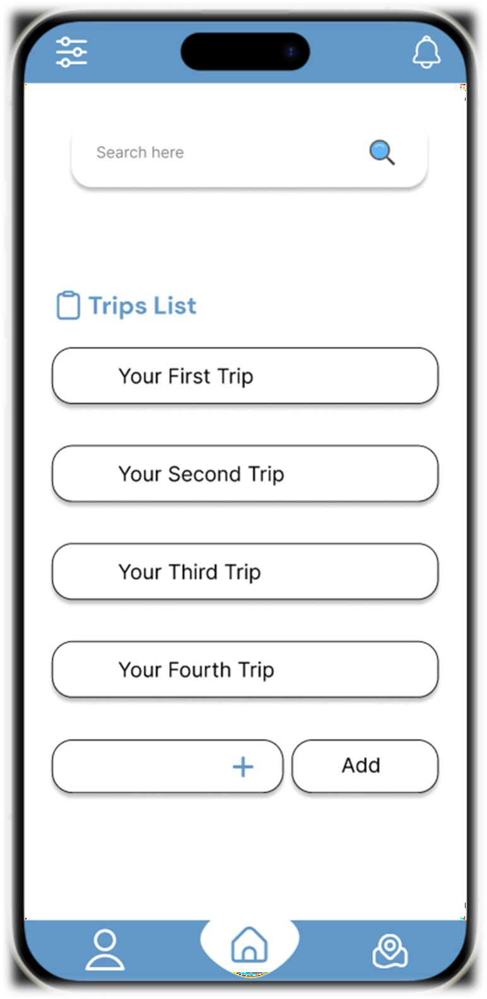 Search here
Trips List
Your First Trip
Your Second Trip
Your Third Trip
Your Fourth Trip
+ Add